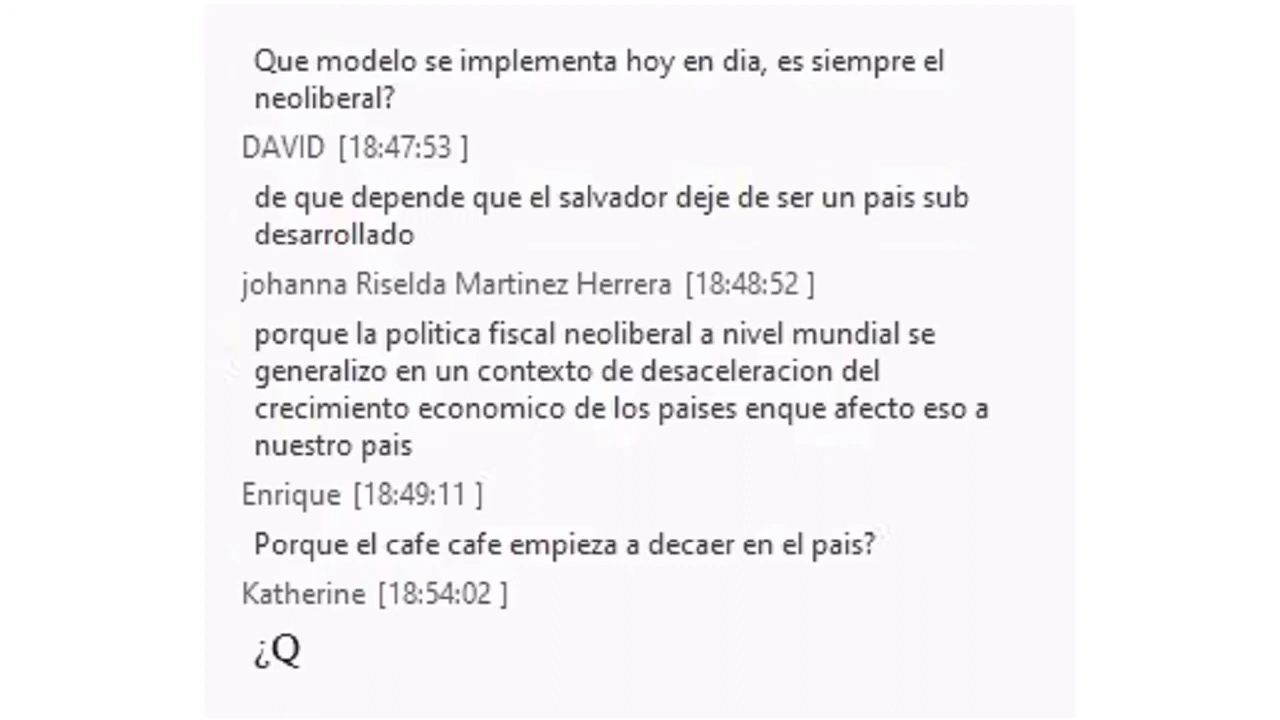 Que modelo se implementa hoy en dia, es siempre el
neoliberal?
DAVID [18:47:53 ]
de que depende que el salvador deje de ser un pais sub
desarrollado
johanna Riselda Martinez Herrera [18:48:52 ]
porque la politica fiscal neoliberal a nivel mundial se
generalizo en un contexto de desaceleracion del
crecimiento economico de los paises enque afecto eso a
nuestro pais
Enrique [18:49:11 ]
Porque el cafe cafe empieza a decaer en el pais?
Katherine [18:54:02 ]
¿Q